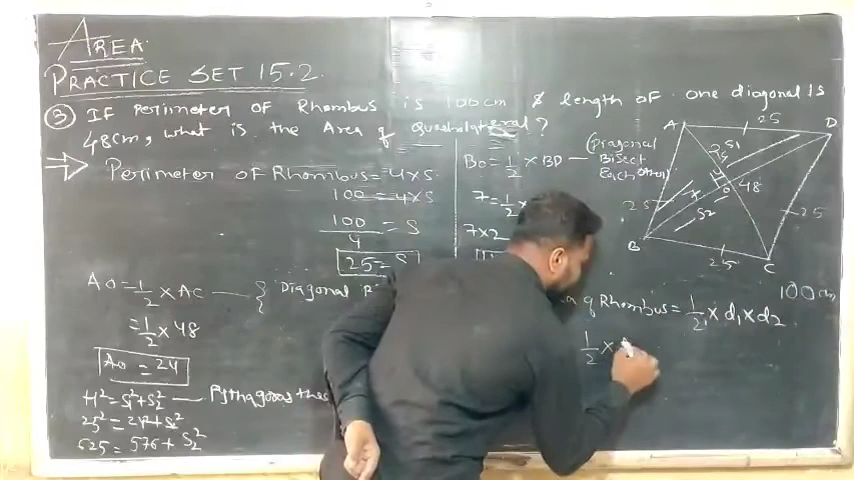 AREA
PRACTICE SET 15.2
③ If Perimeter of Rhombus is 100cm & length of one diagonal is
48cm, what is the Area of quadrilateral?
Perimeter of Rhombus = 4×S
100 = 4×S
100/4 = S
25 = S
AO = 1/2 × AC — { Diagonal
= 1/2 × 48
AO = 24
H² = S₁² + S₂² — Pythagoras
25² = 24² + S₂²
625 = 576 + S₂²
BO = 1/2 × BD — (Diagonal
Bisect
Each other)
7 = 1/2 ×
7×2
A
25
D
S1
24
O
48
25
S2
25
B
25
C
100 cm
of Rhombus = 1/2 × d₁ × d₂
1/2 ×